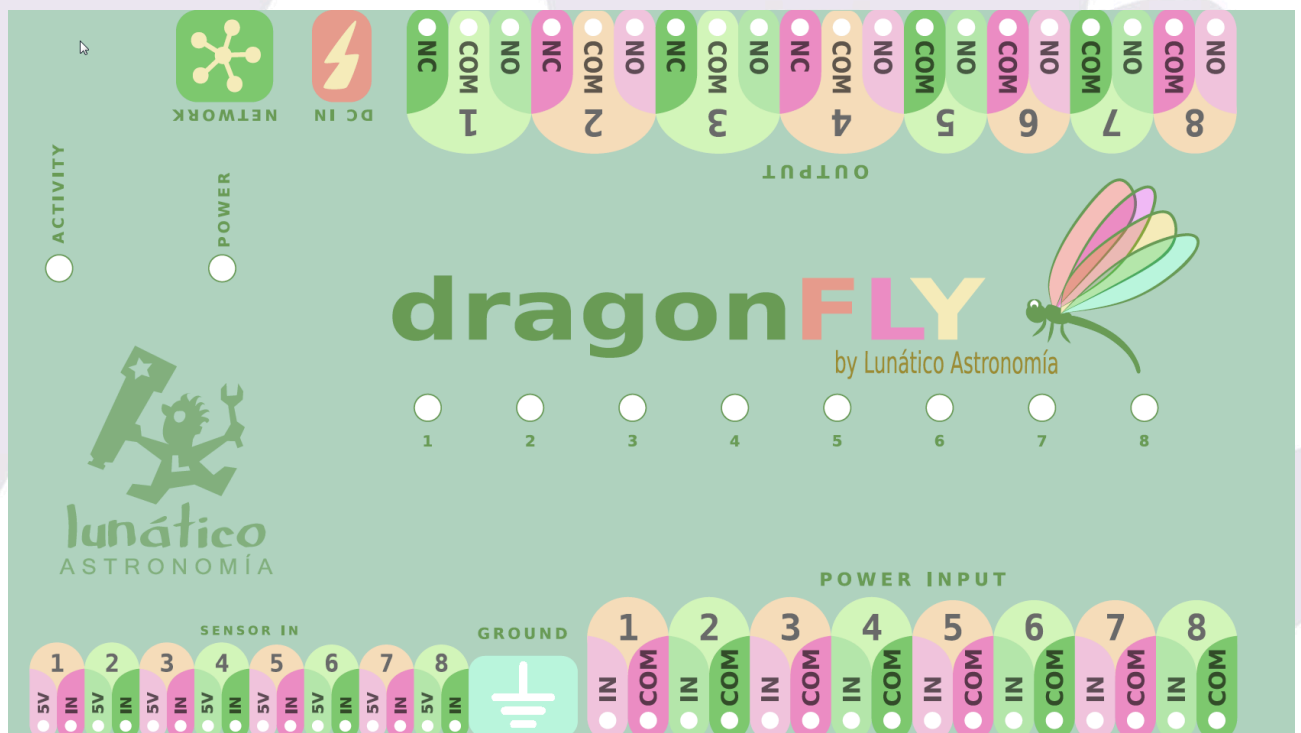 NC COM NO NC COM NO NC COM NO NC COM NO COM NO COM NO COM NO COM NO
1 2 3 4 5 6 7 8
NETWORK DC IN
OUTPUT
ACTIVITY POWER
dragonFLY
by Lunático Astronomía
1 2 3 4 5 6 7 8
lunático
ASTRONOMÍA
POWER INPUT
SENSOR IN
GROUND
1 2 3 4 5 6 7 8
5V IN 5V IN 5V IN 5V IN 5V IN 5V IN 5V IN 5V IN
1 2 3 4 5 6 7 8
IN COM IN COM IN COM IN COM IN COM IN COM IN COM IN COM